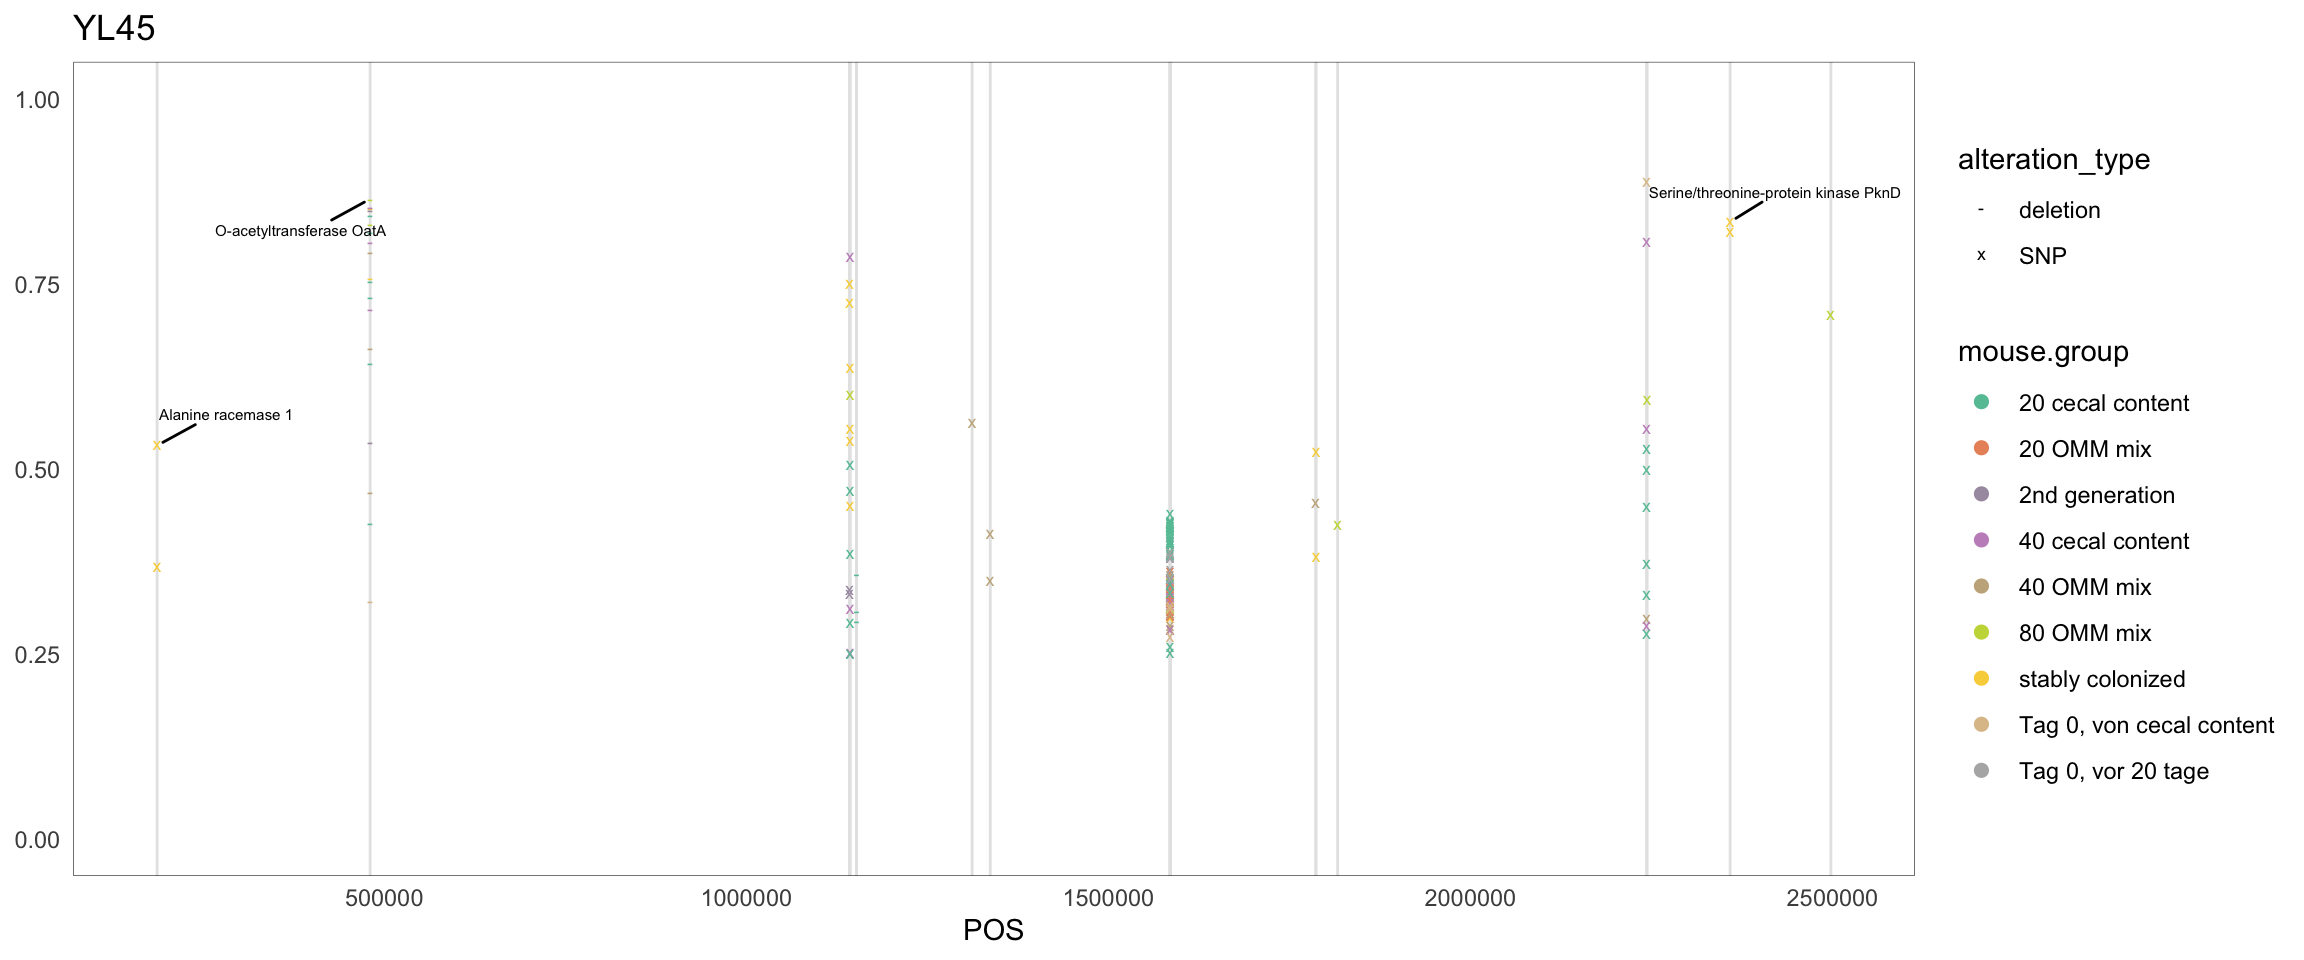 YL45
1.00
0.75
0.50
0.25
0.00
Serine/threonine-protein kinase PknD
O-acetyltransferase OatA
Alanine racemase 1
500000 1000000 1500000 2000000 2500000
POS
alteration_type
- deletion
x SNP
mouse.group
20 cecal content
20 OMM mix
2nd generation
40 cecal content
40 OMM mix
80 OMM mix
stably colonized
Tag 0, von cecal content
Tag 0, vor 20 tage